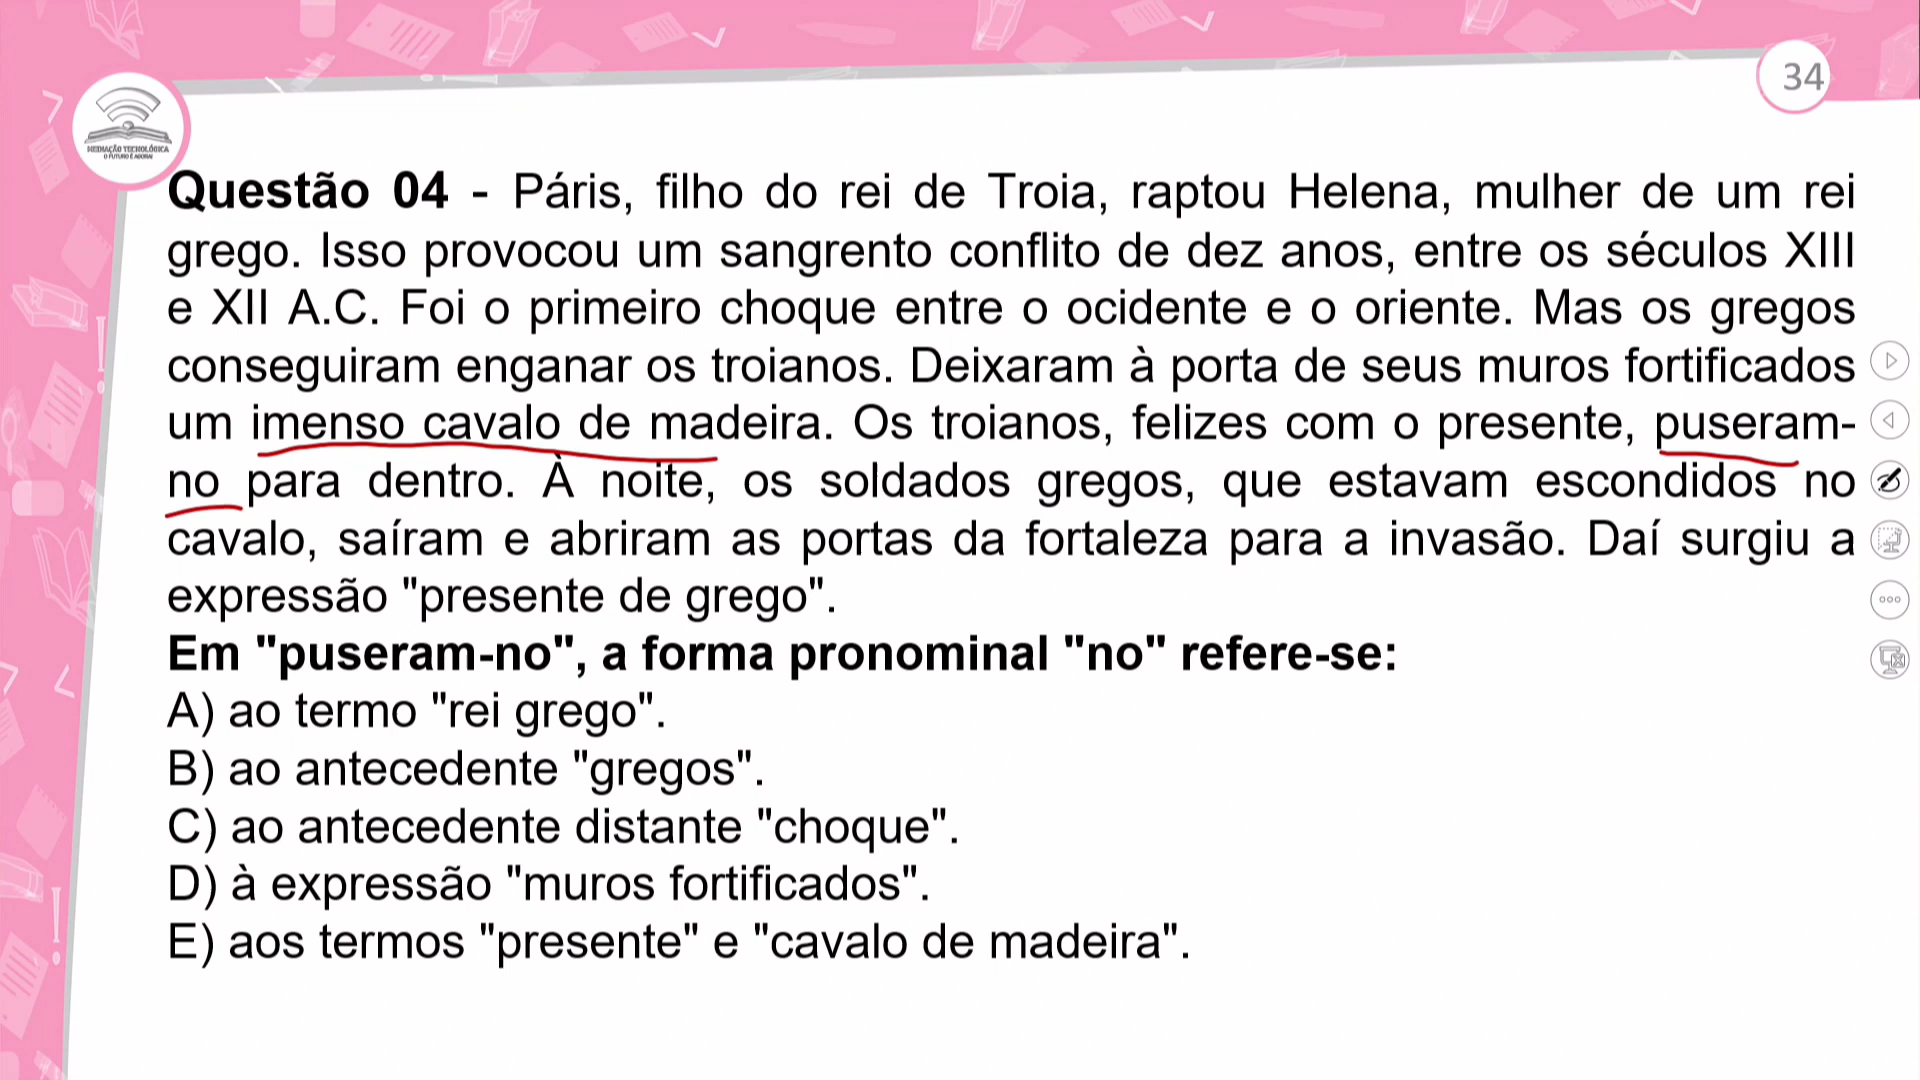 34
MEDIAÇÃO TECNOLÓGICA
O FUTURO É AGORA!
Questão 04 - Páris, filho do rei de Troia, raptou Helena, mulher de um rei
grego. Isso provocou um sangrento conflito de dez anos, entre os séculos XIII
e XII A.C. Foi o primeiro choque entre o ocidente e o oriente. Mas os gregos
conseguiram enganar os troianos. Deixaram à porta de seus muros fortificados
um imenso cavalo de madeira. Os troianos, felizes com o presente, puseram-
no para dentro. À noite, os soldados gregos, que estavam escondidos no
cavalo, saíram e abriram as portas da fortaleza para a invasão. Daí surgiu a
expressão "presente de grego".
Em "puseram-no", a forma pronominal "no" refere-se:
A) ao termo "rei grego".
B) ao antecedente "gregos".
C) ao antecedente distante "choque".
D) à expressão "muros fortificados".
E) aos termos "presente" e "cavalo de madeira".